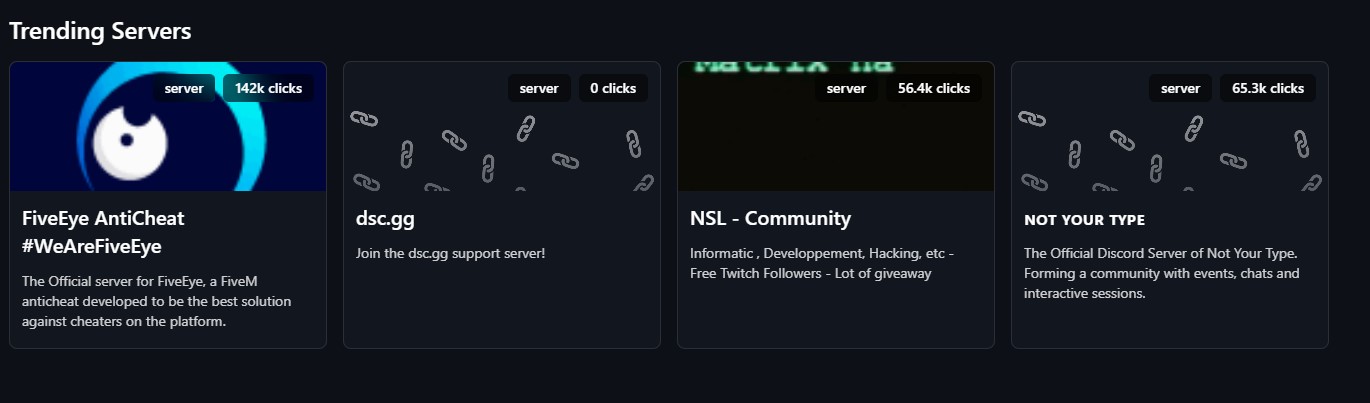 Trending Servers
server
142k clicks
FiveEye AntiCheat
#WeAreFiveEye
The Official server for FiveEye, a FiveM
anticheat developed to be the best solution
against cheaters on the platform.
server
0 clicks
dsc.gg
Join the dsc.gg support server!
Matrix ha
server
56.4k clicks
NSL - Community
Informatic , Developpement, Hacking, etc -
Free Twitch Followers - Lot of giveaway
server
65.3k clicks
NOT YOUR TYPE
The Official Discord Server of Not Your Type.
Forming a community with events, chats and
interactive sessions.